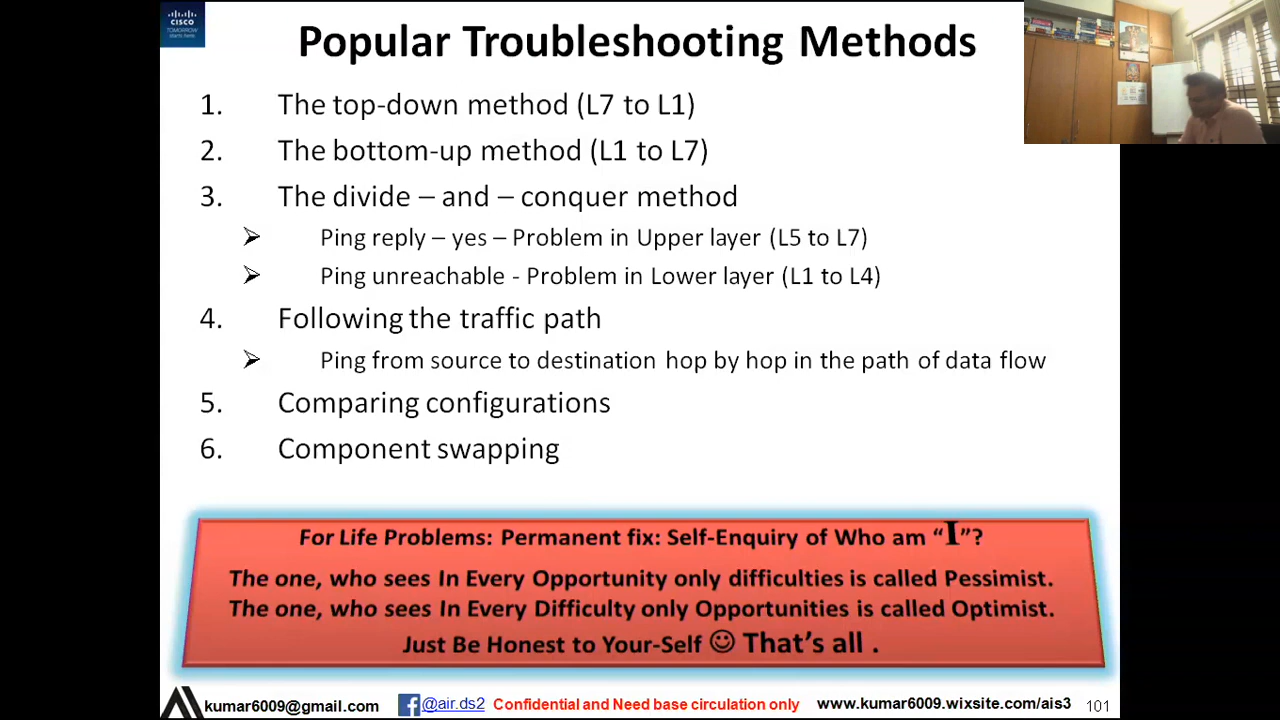 CISCO
TOMORROW
starts here
Popular Troubleshooting Methods
1. The top-down method (L7 to L1)
2. The bottom-up method (L1 to L7)
3. The divide – and – conquer method
➢ Ping reply – yes – Problem in Upper layer (L5 to L7)
➢ Ping unreachable - Problem in Lower layer (L1 to L4)
4. Following the traffic path
➢ Ping from source to destination hop by hop in the path of data flow
5. Comparing configurations
6. Component swapping
For Life Problems: Permanent fix: Self-Enquiry of Who am “I”?
The one, who sees In Every Opportunity only difficulties is called Pessimist.
The one, who sees In Every Difficulty only Opportunities is called Optimist.
Just Be Honest to Your-Self ☺ That’s all .
kumar6009@gmail.com @air.ds2 Confidential and Need base circulation only www.kumar6009.wixsite.com/ais3 101